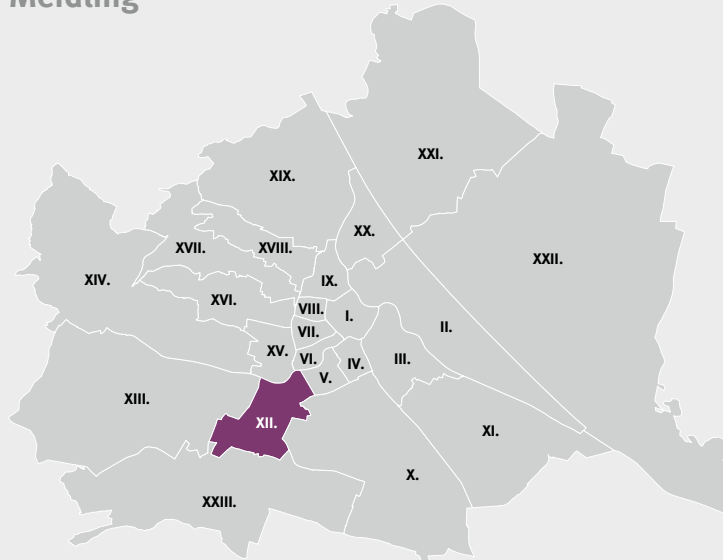 Meidling
XXI.
XIX.
XX.
XVII.
XVIII.
XXII.
XIV.
IX.
XVI.
VIII.
I.
II.
VII.
XV.
VI.
IV.
III.
V.
XIII.
XII.
XI.
X.
XXIII.